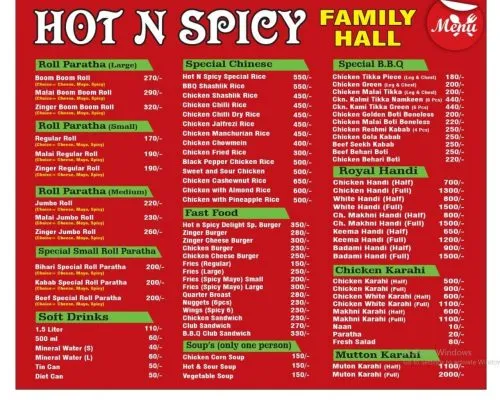 HOT N SPICY
FAMILY
HALL
Menu
Roll Paratha (Large)
Boom Boom Roll 270/-
(Choice:- Cheese, Mayo, Spicy)
Malai Boom Boom Roll 290/-
(Choice:- Cheese, Mayo, Spicy)
Zinger Boom Boom Roll 320/-
(Choice:- Cheese, Mayo, Spicy)
Roll Paratha (Small)
Regular Roll 170/-
(Choice:- Cheese, Mayo, Spicy)
Malai Regular Roll 190/-
(Choice:- Cheese, Mayo, Spicy)
Zinger Regular Roll 190/-
(Choice:- Cheese, Mayo, Spicy)
Roll Paratha (Medium)
Jumbo Roll 220/-
(Choice:- Cheese, Mayo, Spicy)
Malai Jumbo Roll 230/-
(Choice:- Cheese, Mayo, Spicy)
Zinger Jumbo Roll 260/-
(Choice:- Cheese, Mayo, Spicy)
Special Small Roll Paratha
Bihari Special Roll Paratha 200/-
(Choice:- Cheese, Mayo, Spicy)
Kabab Special Roll Paratha 200/-
(Choice:- Cheese, Mayo, Spicy)
Beef Special Roll Paratha 200/-
(Choice:- Cheese, Mayo, Spicy)
Soft Drinks
1.5 Liter 110/-
500 ml 60/-
Mineral Water (S) 40/-
Mineral Water (L) 60/-
Tin Can 50/-
Diet Can 50/-
Special Chinese
Hot N Spicy Special Rice 550/-
BBQ Shashlik Rice 550/-
Chicken Shashlik Rice 450/-
Chicken Chilli Rice 450/-
Chicken Chilli Dry Rice 450/-
Chicken Jalfrezi Rice 450/-
Chicken Manchurian Rice 450/-
Chicken Chowmein 400/-
Chicken Fried Rice 300/-
Black Pepper Chicken Rice 500/-
Sweet and Sour Chicken 500/-
Chicken Cashewnut Rice 650/-
Chicken with Almond Rice 600/-
Chicken with Pineapple Rice 500/-
Fast Food
Hot n Spicy Delight Sp. Burger 350/-
Zinger Burger 280/-
Zinger Cheese Burger 300/-
Chicken Burger 230/-
Chicken Cheese Burger 250/-
Fries (Regular) 150/-
Fries (Large) 250/-
Fries (Spicy Mayo) Small 200/-
Fries (Spicy Mayo) Large 300/-
Quarter Breast 280/-
Nuggets (6pcs) 230/-
Wings (Spicy 6) 230/-
Chicken Sandwich 230/-
Club Sandwich 270/-
B.B.Q Club Sandwich 330/-
Soup's (only one person)
Chicken Corn Soup 150/-
Hot & Sour Soup 150/-
Vegetable Soup 150/-
Special B.B.Q
Chicken Tikka Piece (Leg & Chest) 180/-
Chicken Green (Leg & Chest) 200/-
Chicken Malai Tikka (Leg & Chest) 200/-
Ckn. Kalmi Tikka Namkeen (6 Pcs) 440/-
Ckn. Kami Green (6 Pcs) 440/-
Chicken Golden Boti Boneless 200/-
Chicken Malai Boti Boneless 220/-
Chicken Reshmi Kabab (4 Pcs) 250/-
Chicken Gola Kabab 250/-
Beef Seekh Kabab 250/-
Beef Behari Boti 250/-
Chicken Behari Boti 220/-
Royal Handi
Chicken Handi (Half) 700/-
Chicken Handi (Full) 1300/-
White Handi (Half) 800/-
White Handi (Full) 1500/-
Ch. Makhni Handi (Half) 800/-
Ch. Makhni Handi (Full) 1500/-
Keema Handi (Half) 650/-
Keema Handi (Full) 1200/-
Badami Handi (Half) 900/-
Badami Handi (Full) 1500/-
Chicken Karahi
Chicken Karahi (Half) 500/-
Chicken Karahi (Full) 900/-
Chicken White Karahi (Half) 600/-
Chicken White Karahi (Full) 1100/-
Makhni Karahi (Half) 600/-
Makhni Karahi (Full) 1100/-
Naan 10/-
Paratha 20/-
Fresh Salad 80/-
Mutton Karahi
Muton Karahi (Half) 1100/-
Muton Karahi (Full) 2000/-
Windows